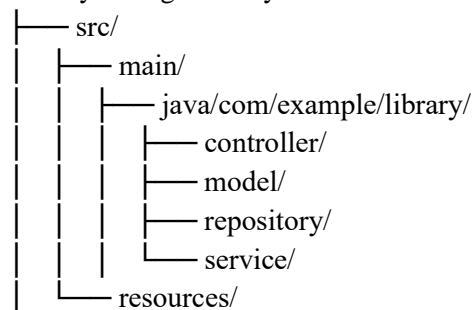 src/
main/
java/com/example/library/
controller/
model/
repository/
service/
resources/